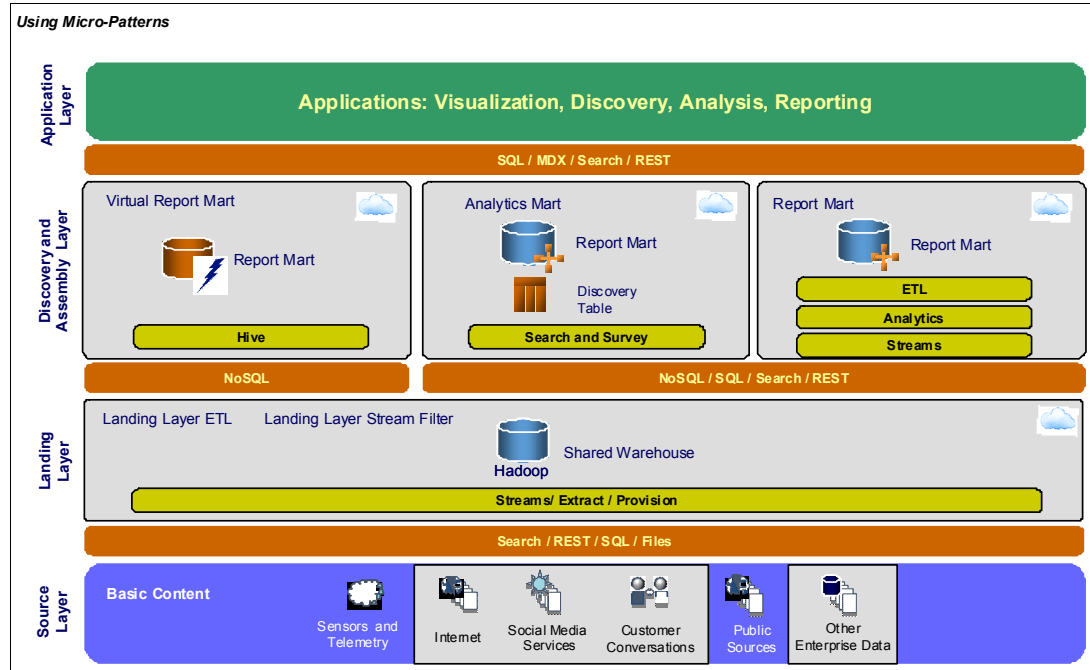 Using Micro-Patterns
Application
Layer
Applications: Visualization, Discovery, Analysis, Reporting
SQL / MDX / Search / REST
Discovery and
Assembly Layer
Virtual Report Mart
Report Mart
Hive
Analytics Mart
Report Mart
Discovery
Table
Search and Survey
Report Mart
Report Mart
ETL
Analytics
Streams
NoSQL
NoSQL / SQL / Search / REST
Landing
Layer
Landing Layer ETL
Landing Layer Stream Filter
Hadoop
Shared Warehouse
Streams/ Extract / Provision
Search / REST / SQL / Files
Source
Layer
Basic Content
Sensors and
Telemetry
Internet
Social Media
Services
Customer
Conversations
Public
Sources
Other
Enterprise Data